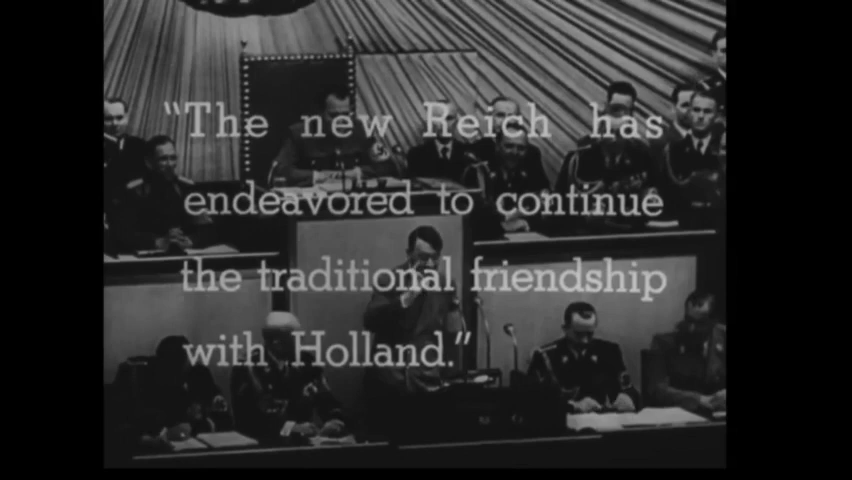 "The new Reich has
endeavored to continue
the traditional friendship
with Holland."